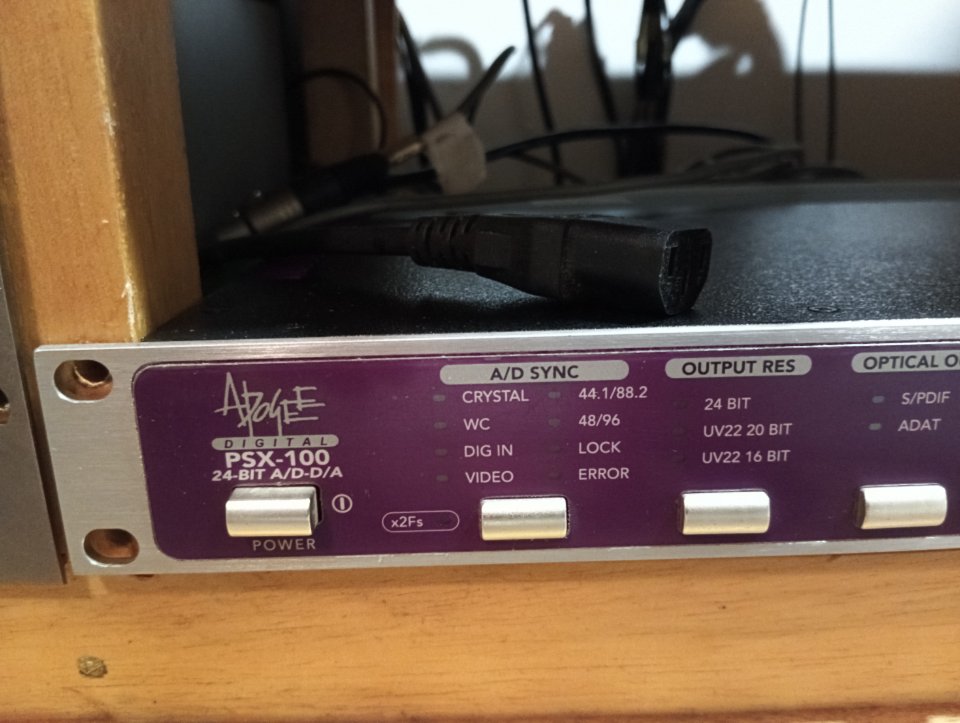 APOGEE
DIGITAL
PSX-100
24-BIT A/D-D/A
POWER
x2Fs
A/D SYNC
CRYSTAL 44.1/88.2
WC 48/96
DIG IN LOCK
VIDEO ERROR
OUTPUT RES
24 BIT
UV22 20 BIT
UV22 16 BIT
OPTICAL
S/PDIF
ADAT